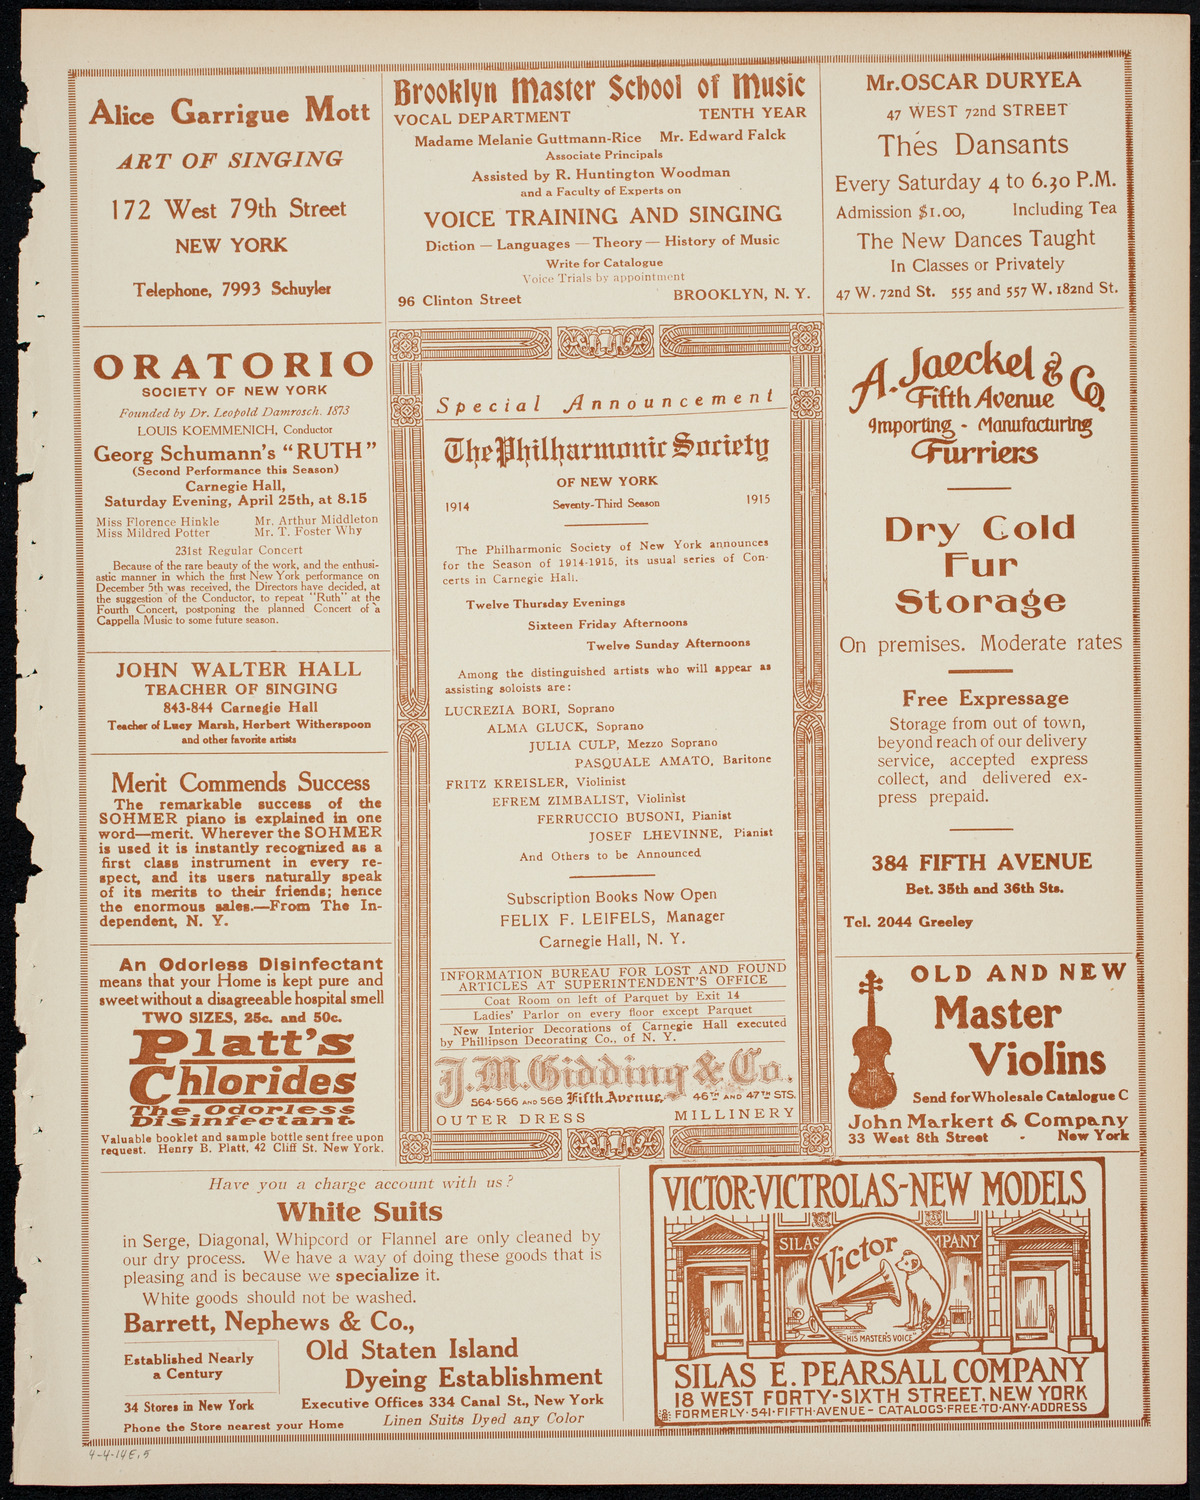 Alice Garrigue Mott
ART OF SINGING
172 West 79th Street
NEW YORK
Telephone, 7993 Schuyler
Brooklyn Master School of Music
VOCAL DEPARTMENT TENTH YEAR
Madame Melanie Guttmann-Rice Mr. Edward Falck
Associate Principals
Assisted by R. Huntington Woodman
and a Faculty of Experts on
VOICE TRAINING AND SINGING
Diction — Languages — Theory — History of Music
Write for Catalogue
Voice Trials by appointment
96 Clinton Street BROOKLYN, N. Y.
Mr. OSCAR DURYEA
47 WEST 72nd STREET
Thés Dansants
Every Saturday 4 to 6.30 P.M.
Admission $1.00, Including Tea
The New Dances Taught
In Classes or Privately
47 W. 72nd St. 555 and 557 W. 182nd St.
ORATORIO
SOCIETY OF NEW YORK
Founded by Dr. Leopold Damrosch. 1873
LOUIS KOEMMENICH, Conductor
Georg Schumann's "RUTH"
(Second Performance this Season)
Carnegie Hall,
Saturday Evening, April 25th, at 8.15
Miss Florence Hinkle Mr. Arthur Middleton
Miss Mildred Potter Mr. T. Foster Why
231st Regular Concert
Because of the rare beauty of the work, and the enthusi-
astic manner in which the first New York performance on
December 5th was received, the Directors have decided, at
the suggestion of the Conductor, to repeat "Ruth" at the
Fourth Concert, postponing the planned Concert of a
Cappella Music to some future season.
JOHN WALTER HALL
TEACHER OF SINGING
843-844 Carnegie Hall
Teacher of Lucy Marsh, Herbert Witherspoon
and other favorite artists
Merit Commends Success
The remarkable success of the
SOHMER piano is explained in one
word—merit. Wherever the SOHMER
is used it is instantly recognized as a
first class instrument in every re-
spect, and its users naturally speak
of its merits to their friends; hence
the enormous sales.—From The In-
dependent, N. Y.
An Odorless Disinfectant
means that your Home is kept pure and
sweet without a disagreeable hospital smell
TWO SIZES, 25c. and 50c.
Platt's
Chlorides
The Odorless
Disinfectant.
Valuable booklet and sample bottle sent free upon
request. Henry B. Platt, 42 Cliff St. New York.
Special Announcement
The Philharmonic Society
OF NEW YORK
1914 Seventy-Third Season 1915
The Philharmonic Society of New York announces
for the Season of 1914-1915, its usual series of Con-
certs in Carnegie Hall.
Twelve Thursday Evenings
Sixteen Friday Afternoons
Twelve Sunday Afternoons
Among the distinguished artists who will appear as
assisting soloists are:
LUCREZIA BORI, Soprano
ALMA GLUCK, Soprano
JULIA CULP, Mezzo Soprano
PASQUALE AMATO, Baritone
FRITZ KREISLER, Violinist
EFREM ZIMBALIST, Violinist
FERRUCCIO BUSONI, Pianist
JOSEF LHEVINNE, Pianist
And Others to be Announced
Subscription Books Now Open
FELIX F. LEIFELS, Manager
Carnegie Hall, N. Y.
INFORMATION BUREAU FOR LOST AND FOUND
ARTICLES AT SUPERINTENDENT'S OFFICE
Coat Room on left of Parquet by Exit 14
Ladies' Parlor on every floor except Parquet
New Interior Decorations of Carnegie Hall executed
by Phillipson Decorating Co., of N. Y.
J. M. Gidding & Co.
564-566 AND 568 Fifth Avenue, 46TH AND 47TH STS.
OUTER DRESS MILLINERY
A. Jaeckel & Co.
Fifth Avenue
Importing - Manufacturing
Furriers
Dry Cold
Fur
Storage
On premises. Moderate rates
Free Expressage
Storage from out of town,
beyond reach of our delivery
service, accepted express
collect, and delivered ex-
press prepaid.
384 FIFTH AVENUE
Bet. 35th and 36th Sts.
Tel. 2044 Greeley
OLD AND NEW
Master
Violins
Send for Wholesale Catalogue C
John Markert & Company
33 West 8th Street - New York
Have you a charge account with us?
White Suits
in Serge, Diagonal, Whipcord or Flannel are only cleaned by
our dry process. We have a way of doing these goods that is
pleasing and is because we specialize it.
White goods should not be washed.
Barrett, Nephews & Co.,
Old Staten Island
Dyeing Establishment
Established Nearly
a Century
34 Stores in New York
Executive Offices 334 Canal St., New York
Phone the Store nearest your Home
Linen Suits Dyed any Color
VICTOR-VICTROLAS-NEW MODELS
SILAS MPANY
Victor
"HIS MASTER'S VOICE"
SILAS E. PEARSALL COMPANY
18 WEST FORTY-SIXTH STREET, NEW YORK
FORMERLY·541·FIFTH·AVENUE - CATALOGS·FREE·TO·ANY·ADDRESS
4-4-14E.5